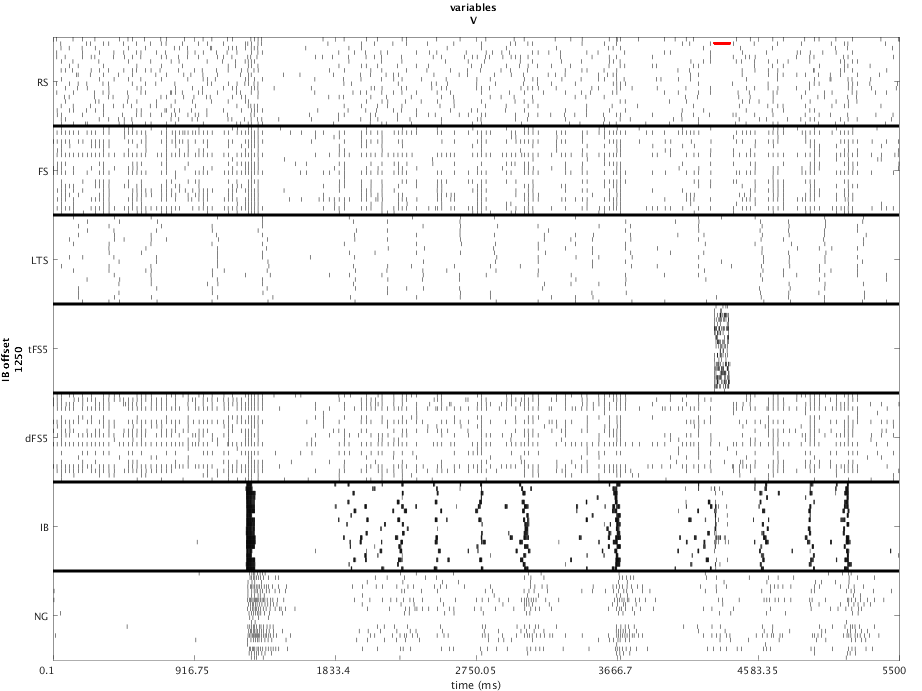 variables
V
RS
FS
LTS
tFS5
dFS5
IB
NG
IB offset
1250
0.1 916.75 1833.4 2750.05 3666.7 4583.35 5500
time (ms)